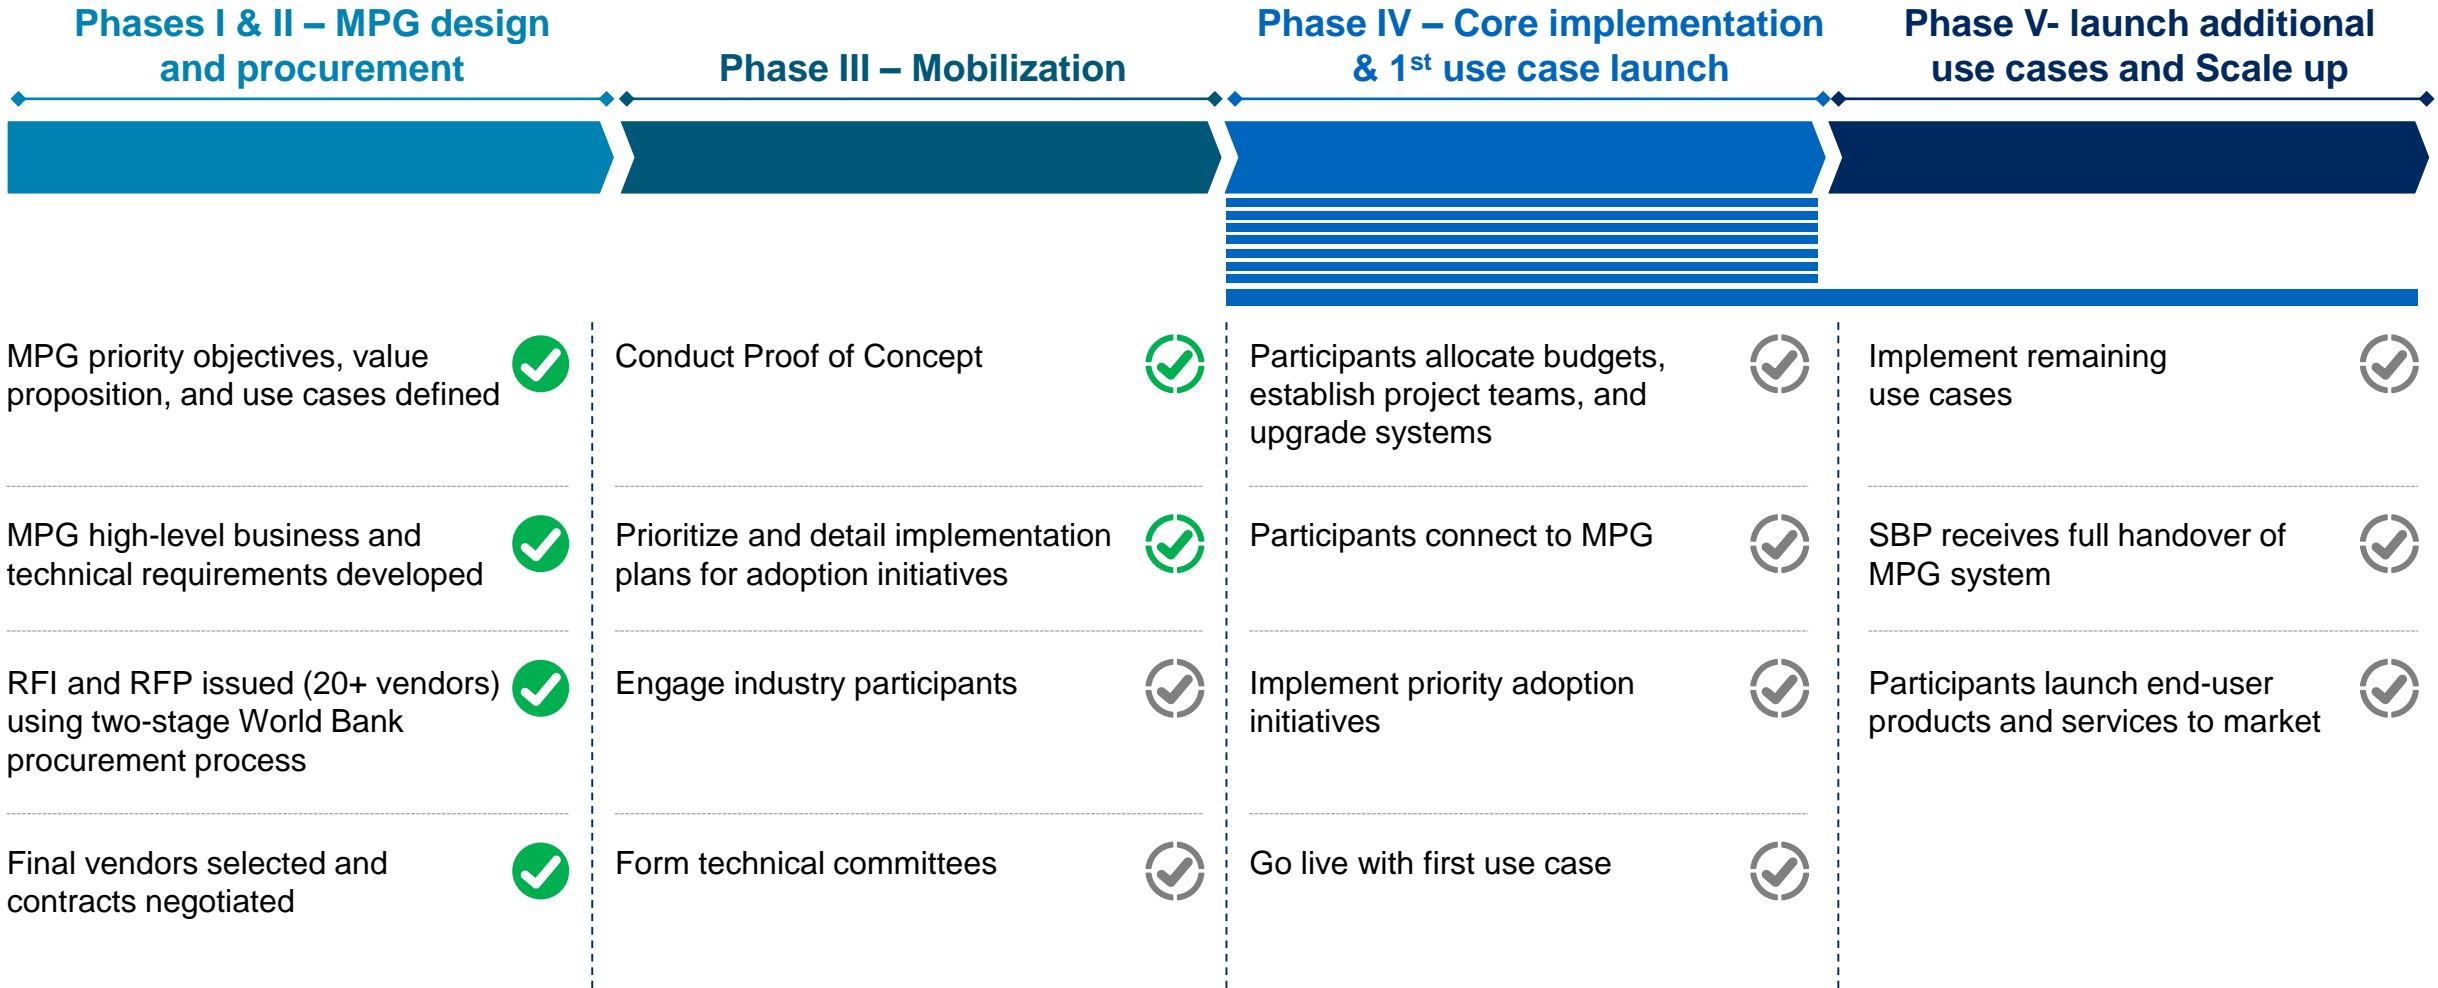 Phases I & II – MPG design
and procurement
Phase III – Mobilization
Phase IV – Core implementation
& 1st use case launch
Phase V- launch additional
use cases and Scale up
MPG priority objectives, value
proposition, and use cases defined
MPG high-level business and
technical requirements developed
RFI and RFP issued (20+ vendors)
using two-stage World Bank
procurement process
Final vendors selected and
contracts negotiated
Conduct Proof of Concept
Prioritize and detail implementation
plans for adoption initiatives
Engage industry participants
Form technical committees
Participants allocate budgets,
establish project teams, and
upgrade systems
Participants connect to MPG
Implement priority adoption
initiatives
Go live with first use case
Implement remaining
use cases
SBP receives full handover of
MPG system
Participants launch end-user
products and services to market